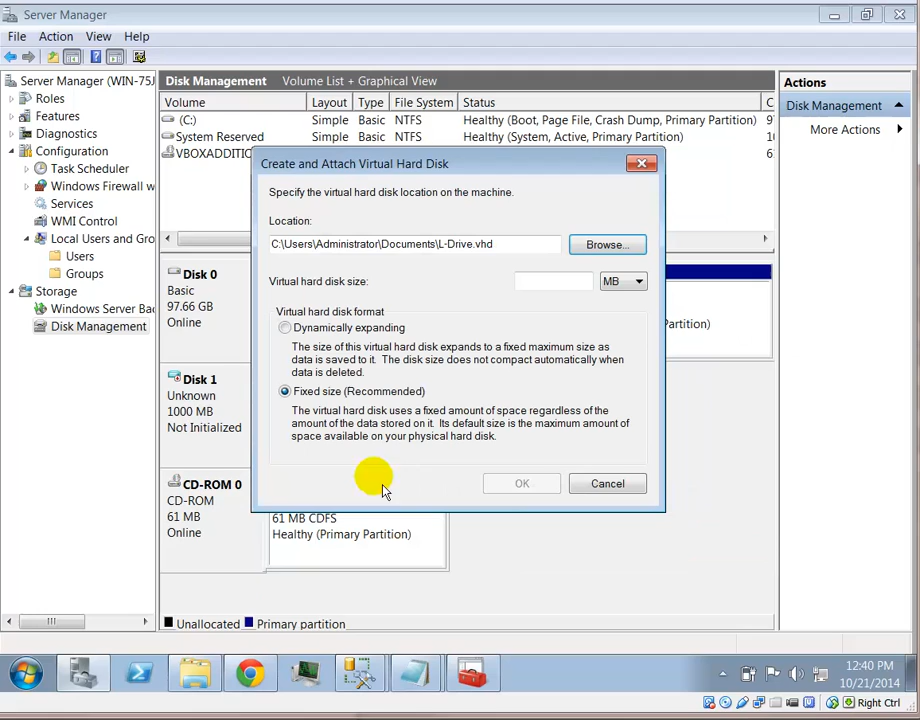 Server Manager
File Action View Help
Server Manager (WIN-75J
Roles
Features
Diagnostics
Configuration
Task Scheduler
Windows Firewall w
Services
WMI Control
Local Users and Gro
Users
Groups
Storage
Windows Server Bac
Disk Management
Disk Management Volume List + Graphical View
Volume Layout Type File System Status C
(C:) Simple Basic NTFS Healthy (Boot, Page File, Crash Dump, Primary Partition) 9
System Reserved Simple Basic NTFS Healthy (System, Active, Primary Partition) 10
VBOXADDITIO 6
Create and Attach Virtual Hard Disk
Specify the virtual hard disk location on the machine.
Location:
C:\Users\Administrator\Documents\L-Drive.vhd
Browse...
Virtual hard disk size:
MB
Virtual hard disk format
Dynamically expanding
The size of this virtual hard disk expands to a fixed maximum size as
data is saved to it. The disk size does not compact automatically when
data is deleted.
Fixed size (Recommended)
The virtual hard disk uses a fixed amount of space regardless of the
amount of the data stored on it. Its default size is the maximum amount of
space available on your physical hard disk.
OK Cancel
Disk 0
Basic
97.66 GB
Online
Partition)
Disk 1
Unknown
1000 MB
Not Initialized
CD-ROM 0
CD-ROM
61 MB
Online
61 MB CDFS
Healthy (Primary Partition)
Unallocated Primary partition
Actions
Disk Management
More Actions
12:40 PM
10/21/2014
Right Ctrl